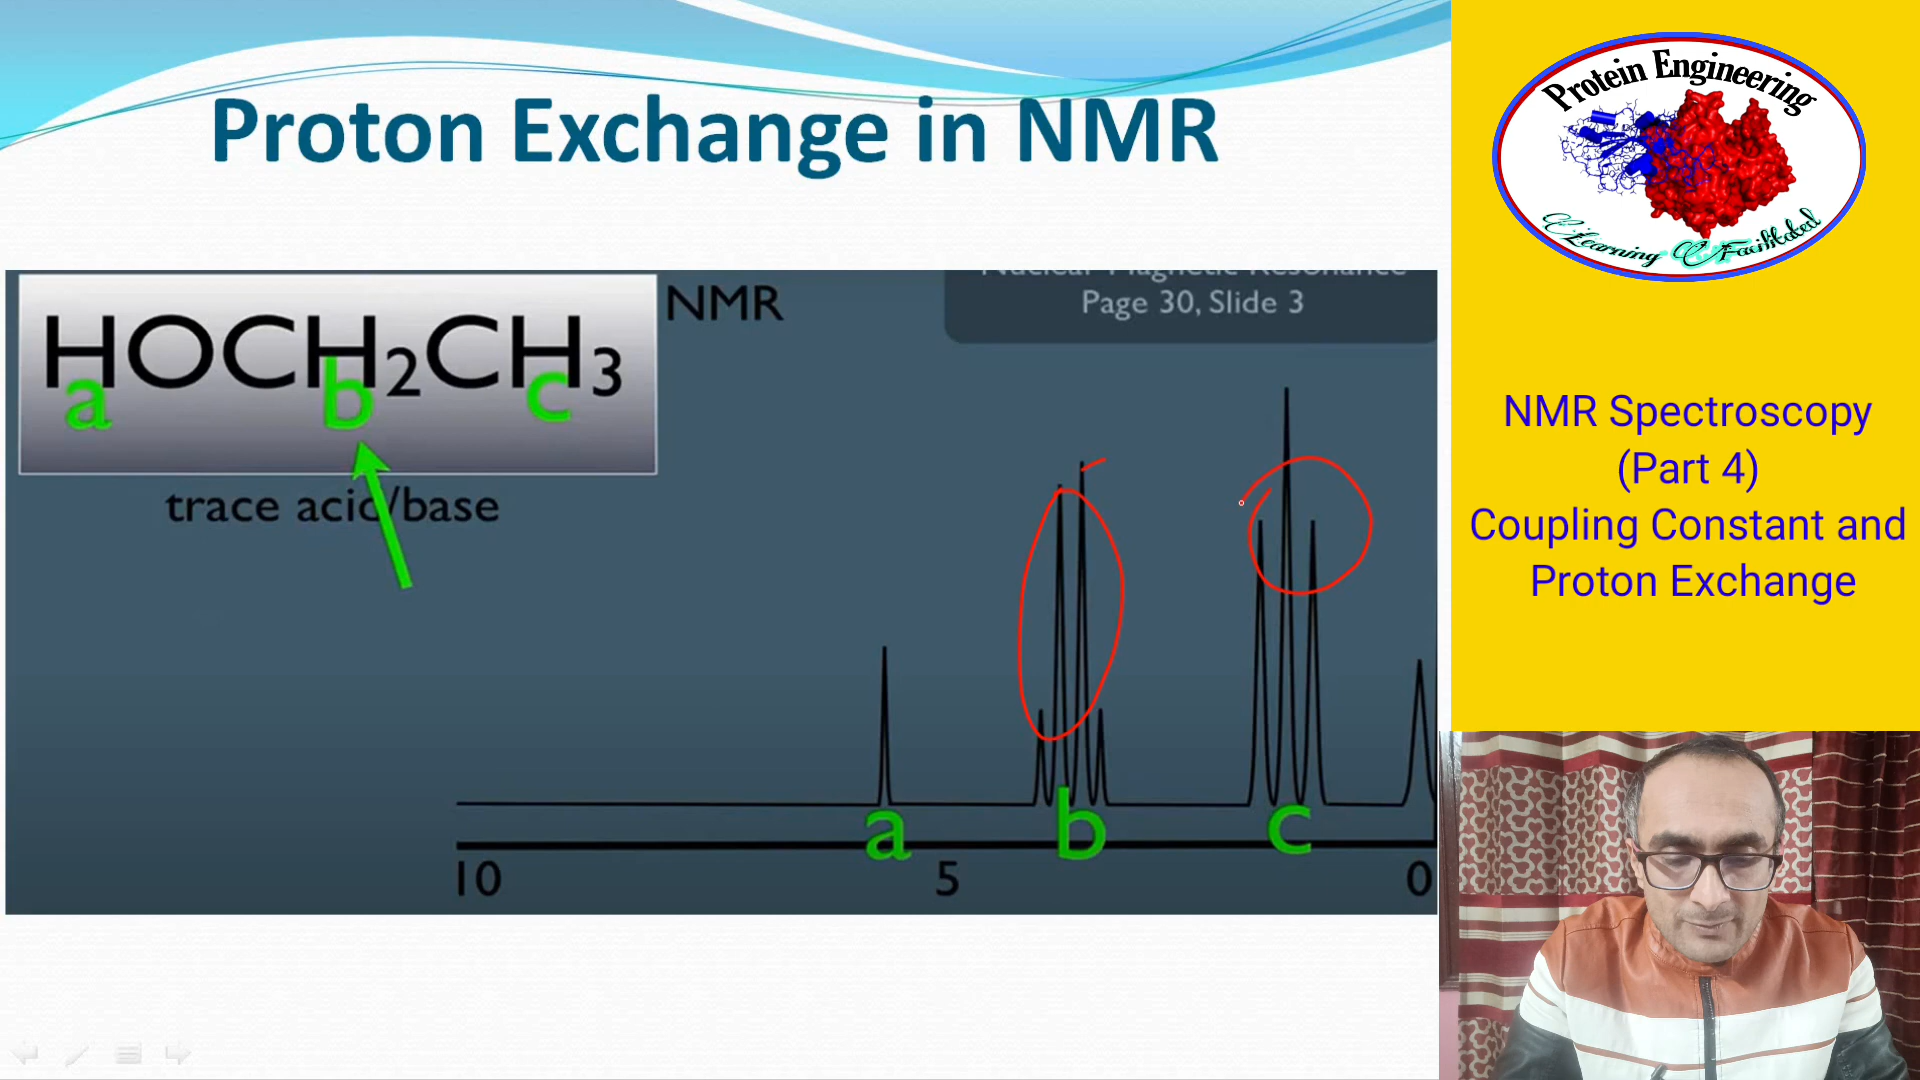 Proton Exchange in NMR
HOCH2CH3
a b c
trace acid/base
NMR
Nuclear Magnetic Resonance
Page 30, Slide 3
a b c
10 5 0
Protein Engineering
Learning Facilitated
NMR Spectroscopy
(Part 4)
Coupling Constant and
Proton Exchange